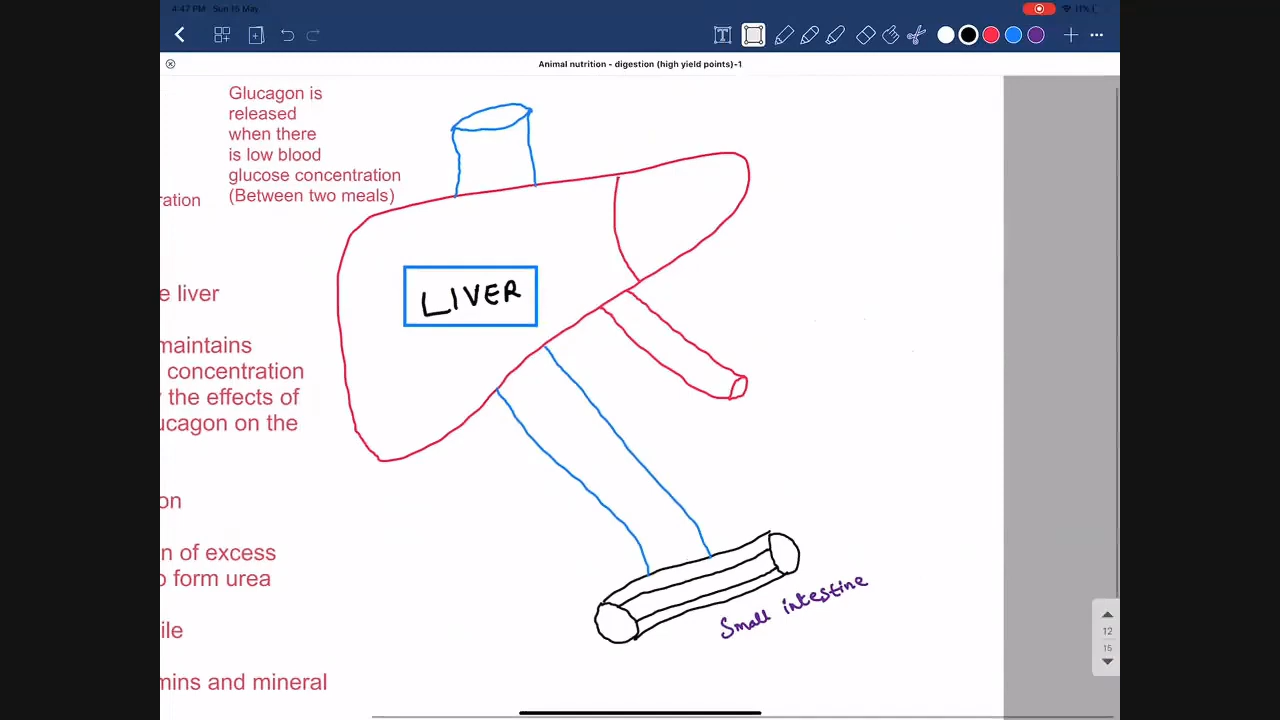 4:47 PM Sun 15 May
11%
Animal nutrition - digestion (high yield points)-1
Glucagon is
released
when there
is low blood
glucose concentration
(Between two meals)
ration
e liver
maintains
concentration
the effects of
ucagon on the
on
n of excess
o form urea
ile
mins and mineral
LIVER
Small intestine
12
15